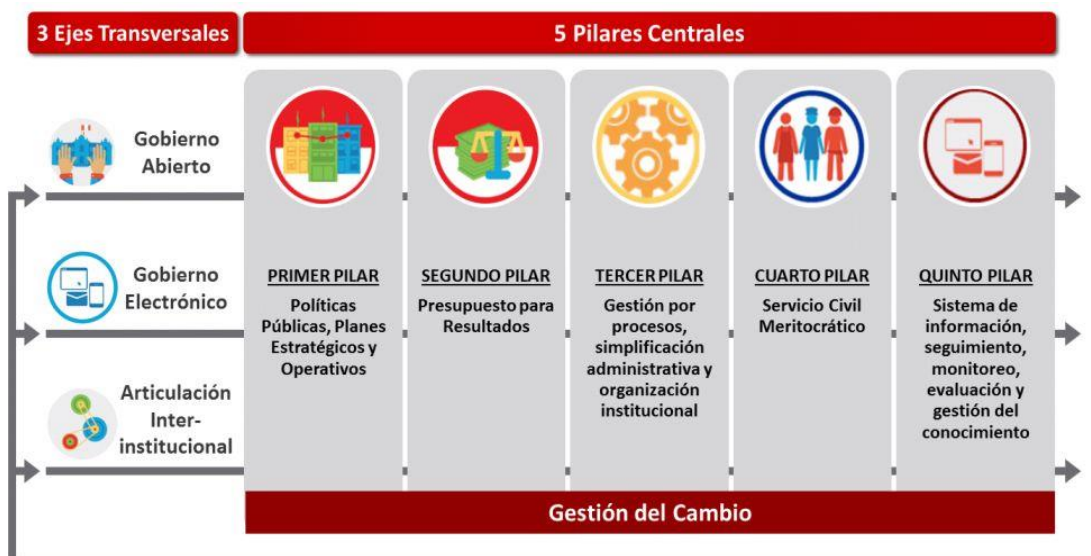 3 Ejes Transversales
5 Pilares Centrales
Gobierno
Abierto
Gobierno
Electrónico
Articulación
Inter-
institucional
PRIMER PILAR
Políticas
Públicas, Planes
Estratégicos y
Operativos
SEGUNDO PILAR
Presupuesto para
Resultados
TERCER PILAR
Gestión por
procesos,
simplificación
administrativa y
organización
institucional
CUARTO PILAR
Servicio Civil
Meritocrático
QUINTO PILAR
Sistema de
información,
seguimiento,
monitoreo,
evaluación y
gestión del
conocimiento
Gestión del Cambio